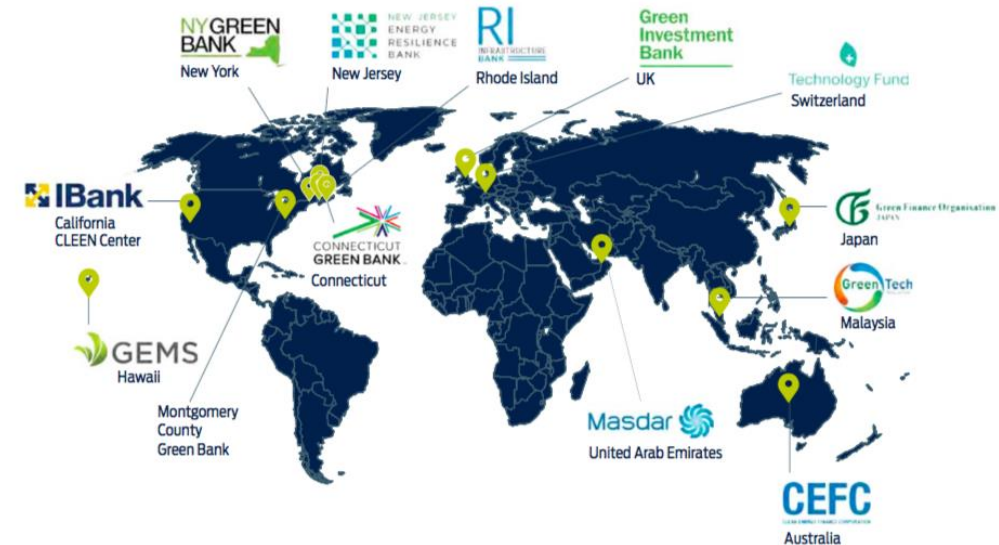 NY GREEN
BANK
New York
NEW JERSEY
ENERGY
RESILIENCE
BANK
New Jersey
RI
INFRASTRUCTURE
BANK
Rhode Island
Green
Investment
Bank
UK
Technology Fund
Switzerland
IBank
California
CLEEN Center
CONNECTICUT
GREEN BANK
Connecticut
Green Finance Organisation
JAPAN
Japan
GreenTech
Malaysia
GEMS
Hawaii
Montgomery
County
Green Bank
Masdar
United Arab Emirates
CEFC
CLEAN ENERGY FINANCE CORPORATION
Australia